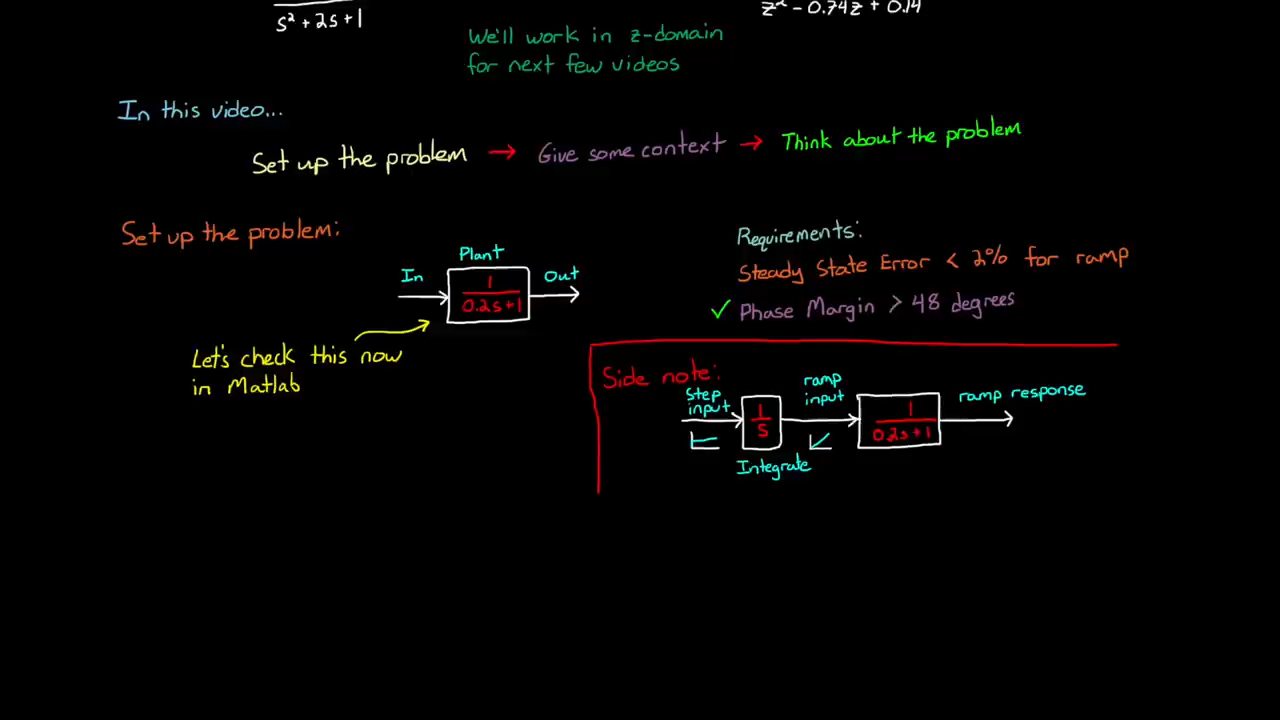 s² + 2s + 1
z² - 0.74z + 0.14
We'll work in z-domain
for next few videos
In this video...
Set up the problem → Give some context → Think about the problem
Set up the problem:
Plant
In
Out
1
0.2s+1
Let's check this now
in Matlab
Requirements:
Steady State Error < 2% for ramp
✓ Phase Margin > 48 degrees
Side note:
Step
input
1
s
Integrate
ramp
input
1
0.2s+1
ramp response